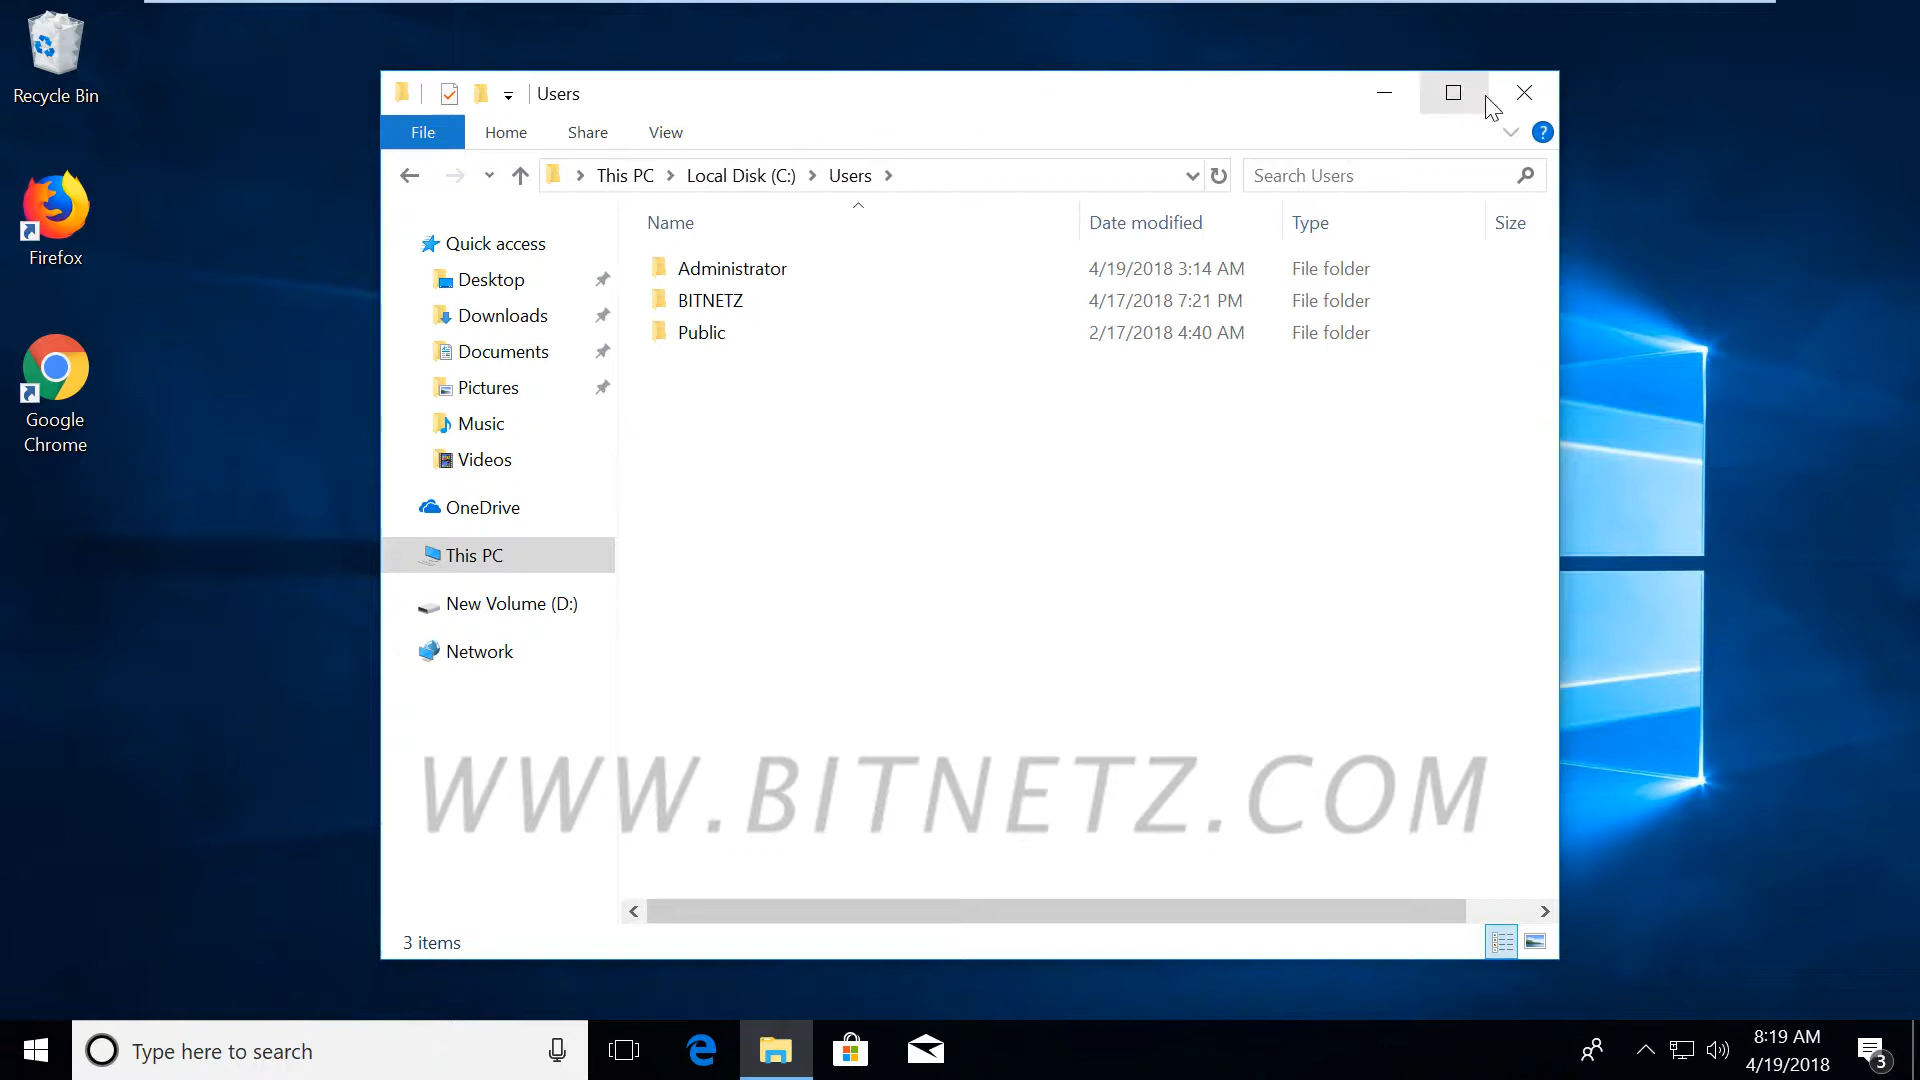 Recycle Bin
Firefox
Google
Chrome
Users
File Home Share View
?
This PC Local Disk (C:) Users
Search Users
Quick access
Desktop
Downloads
Documents
Pictures
Music
Videos
OneDrive
This PC
New Volume (D:)
Network
Name Date modified Type Size
Administrator 4/19/2018 3:14 AM File folder
BITNETZ 4/17/2018 7:21 PM File folder
Public 2/17/2018 4:40 AM File folder
WWW.BITNETZ.COM
3 items
Type here to search
8:19 AM
4/19/2018
3